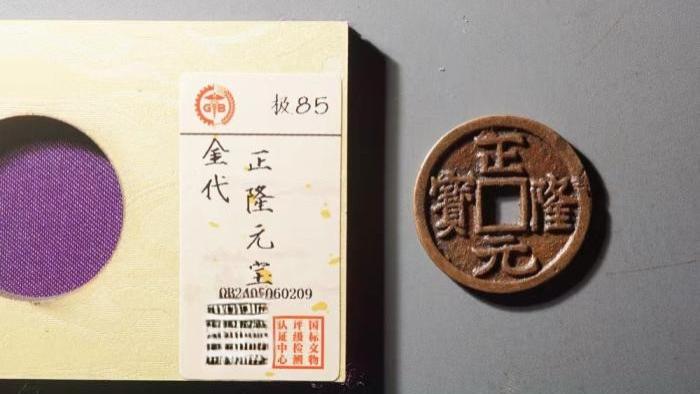 GB
极85
金代
正隆元宝
国标文物
评级检测
认证中心
正隆元寶